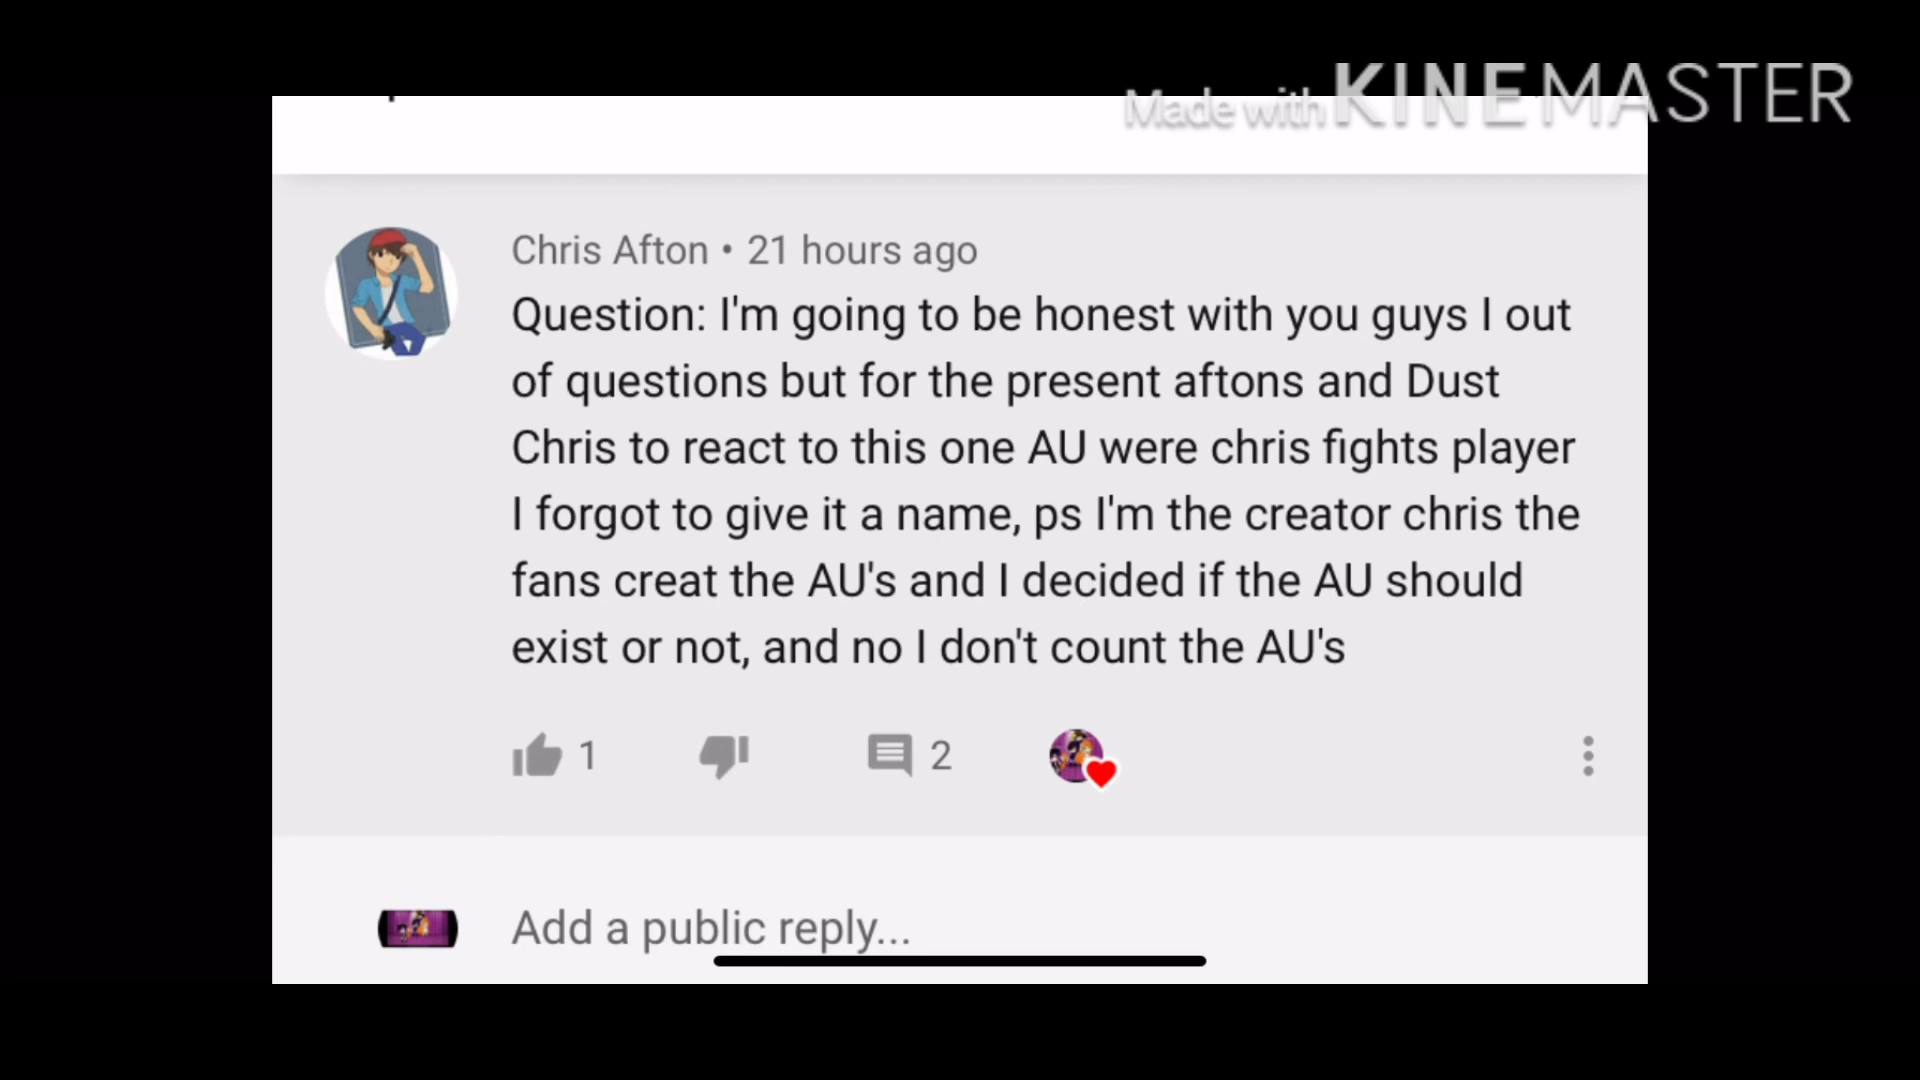 Made with KINEMASTER
Chris Afton • 21 hours ago
Question: I'm going to be honest with you guys I out
of questions but for the present aftons and Dust
Chris to react to this one AU were chris fights player
I forgot to give it a name, ps I'm the creator chris the
fans creat the AU's and I decided if the AU should
exist or not, and no I don't count the AU's
1
2
Add a public reply...